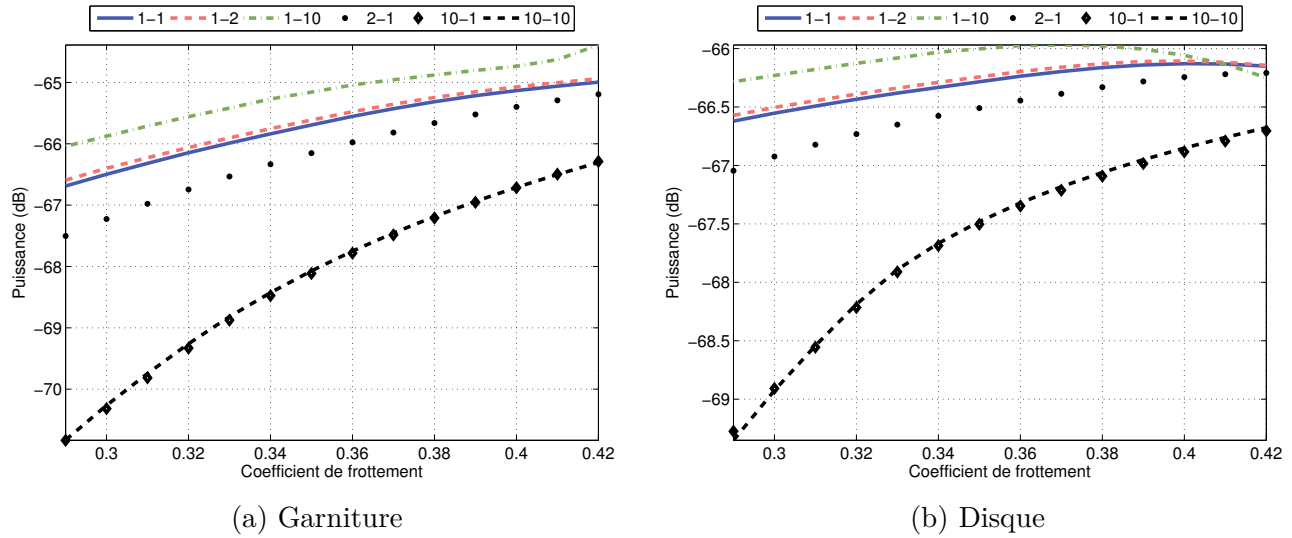 1−1 1−2 1−10 2−1 10−1 10−10
−65
−66
−67
−68
−69
−70
Puissance (dB)
0.3 0.32 0.34 0.36 0.38 0.4 0.42
Coefficient de frottement
(a) Garniture
1−1 1−2 1−10 2−1 10−1 10−10
−66
−66.5
−67
−67.5
−68
−68.5
−69
Puissance (dB)
0.3 0.32 0.34 0.36 0.38 0.4 0.42
Coefficient de frottement
(b) Disque